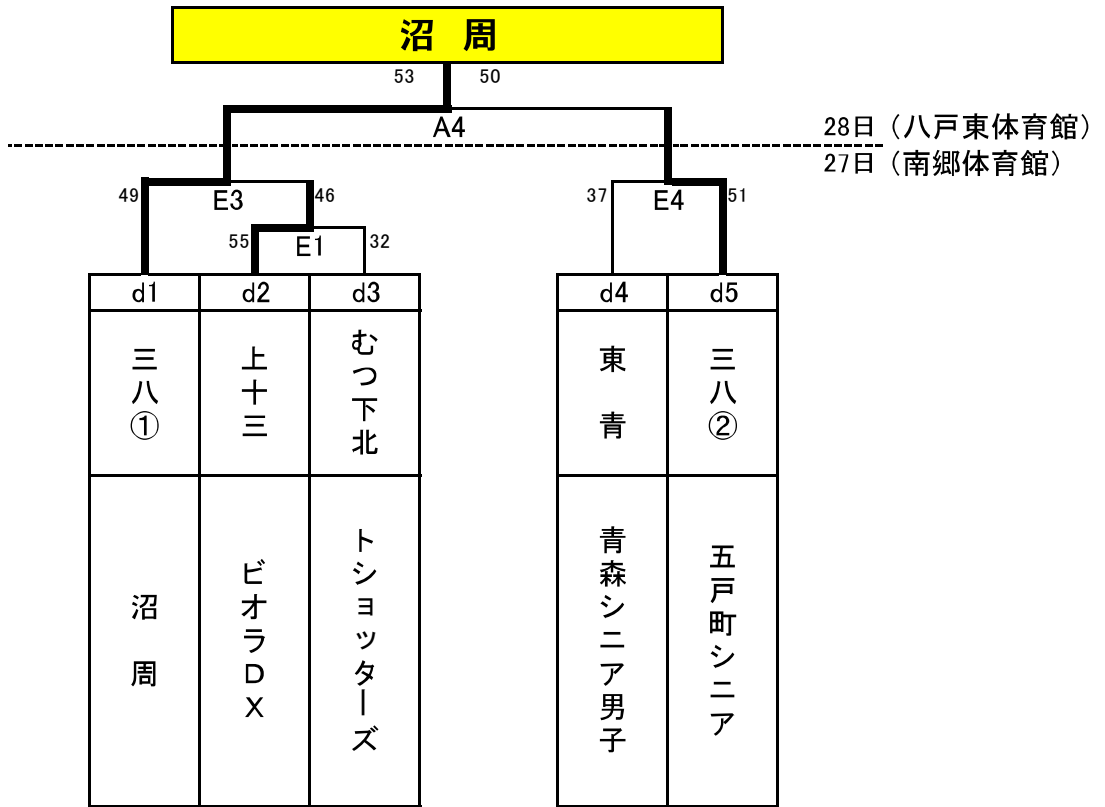 沼 周
53 50
A4
28日（八戸東体育館）
27日（南郷体育館）
49 E3 46
37 E4 51
55 E1 32
d1 d2 d3 d4 d5
三八①
上十三
むつ下北
東 青
三八②
沼 周
ビオラDX
トショッターズ
青森シニア男子
五戸町シニア